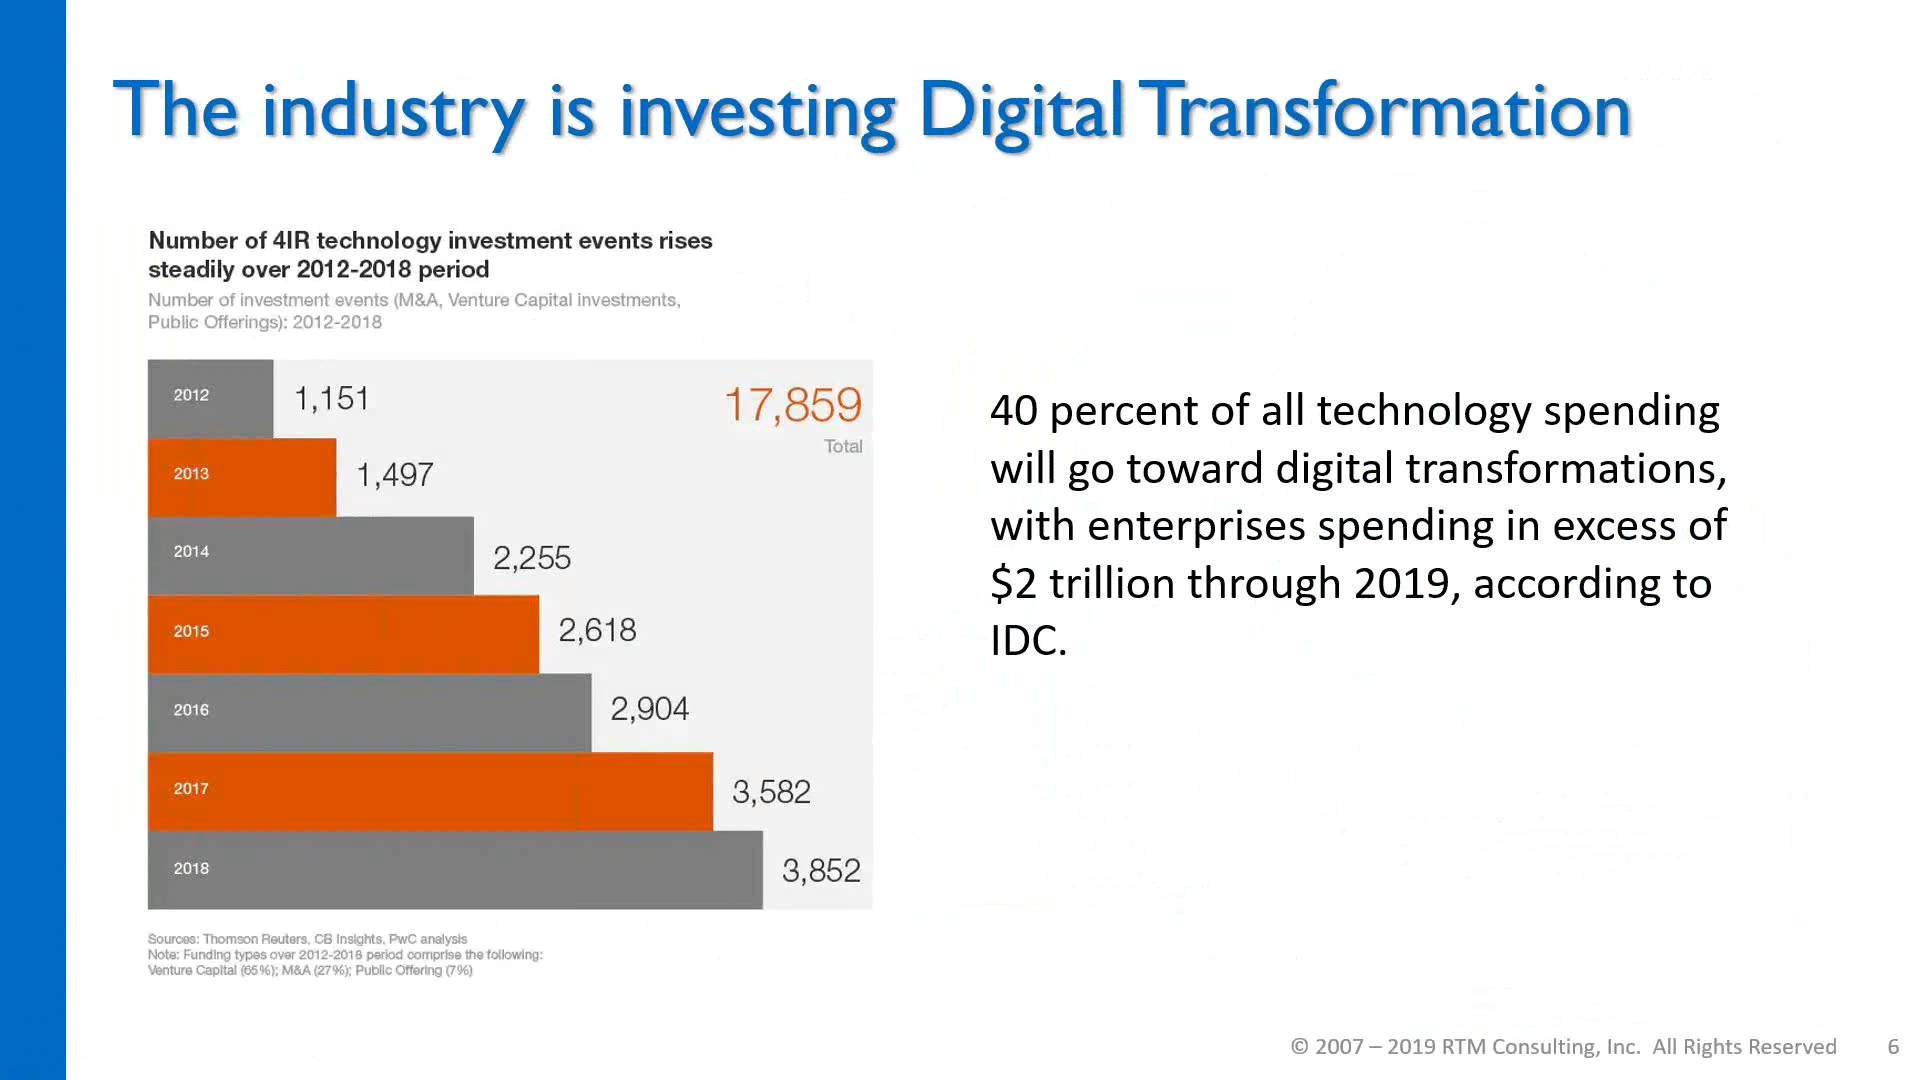 The industry is investing Digital Transformation
Number of 4IR technology investment events rises
steadily over 2012-2018 period
Number of investment events (M&A, Venture Capital investments,
Public Offerings): 2012-2018
2012 1,151
17,859
Total
2013 1,497
2014 2,255
2015 2,618
2016 2,904
2017 3,582
2018 3,852
Sources: Thomson Reuters, CB Insights, PwC analysis
Note: Funding types over 2012-2018 period comprise the following:
Venture Capital (65%); M&A (27%); Public Offering (7%)
40 percent of all technology spending
will go toward digital transformations,
with enterprises spending in excess of
$2 trillion through 2019, according to
IDC.
© 2007 – 2019 RTM Consulting, Inc. All Rights Reserved 6